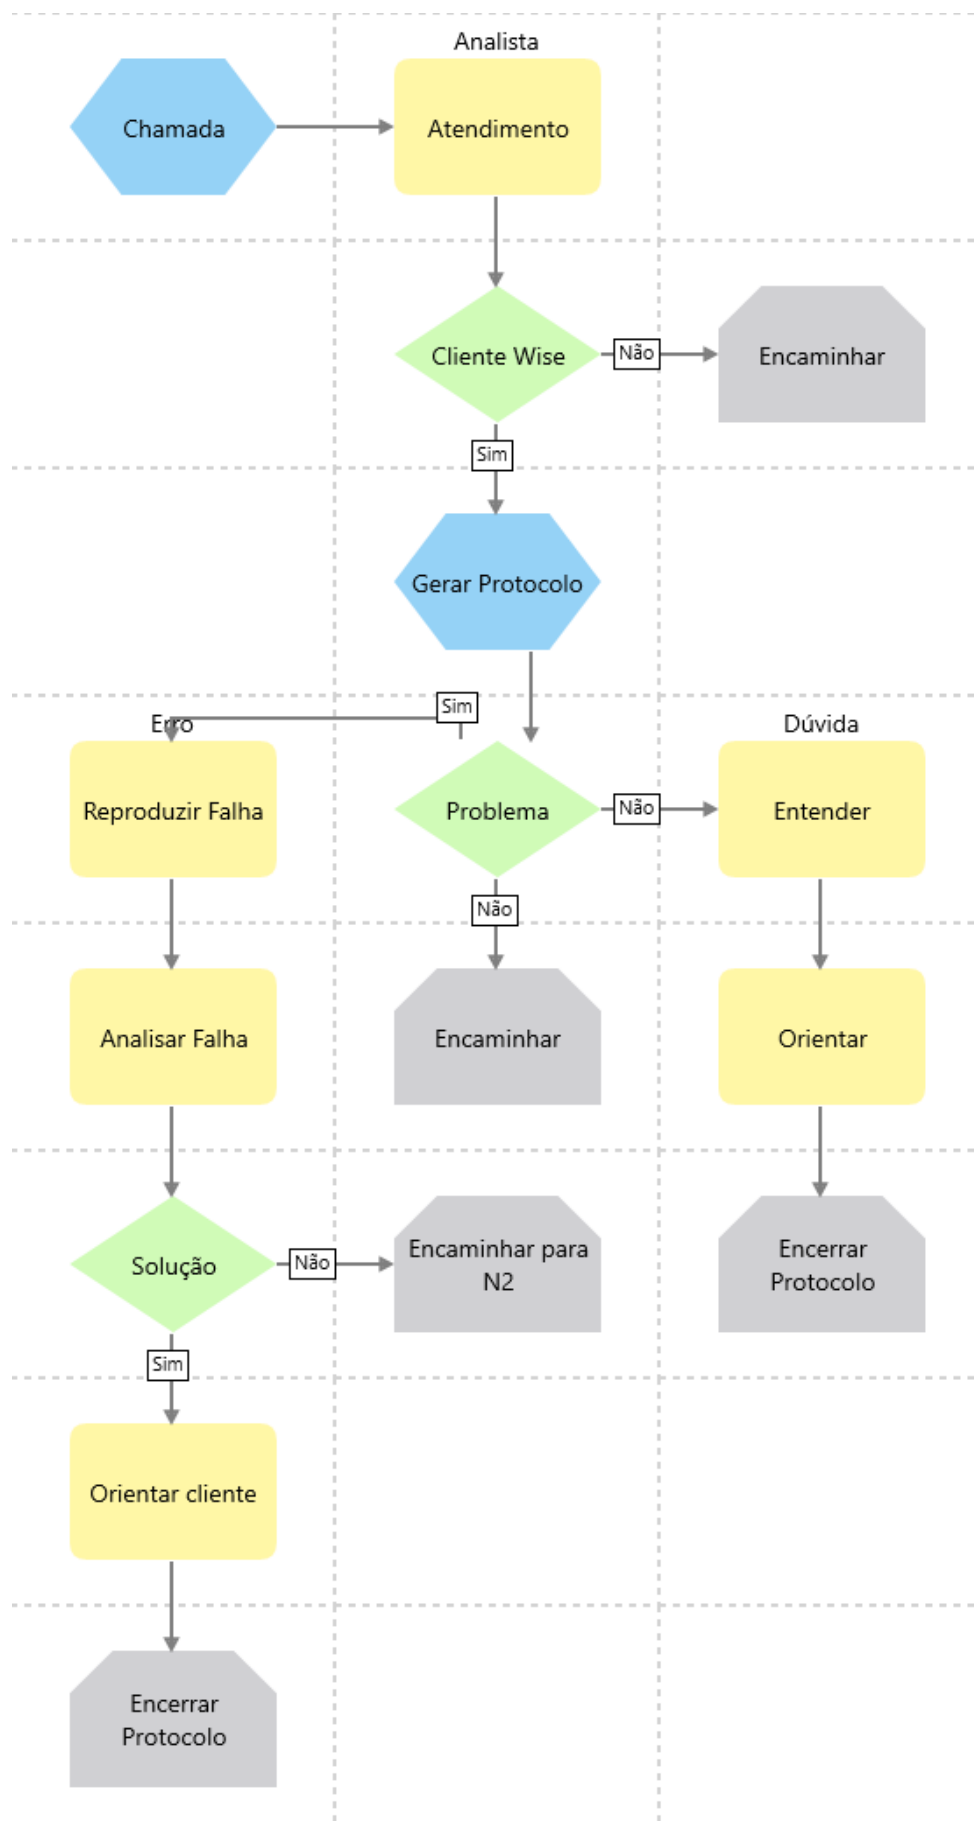 Analista
Chamada
Atendimento
Cliente Wise
Não
Encaminhar
Sim
Gerar Protocolo
Sim
Erro
Dúvida
Reproduzir Falha
Problema
Não
Entender
Não
Analisar Falha
Encaminhar
Orientar
Solução
Não
Encaminhar para
N2
Encerrar
Protocolo
Sim
Orientar cliente
Encerrar
Protocolo